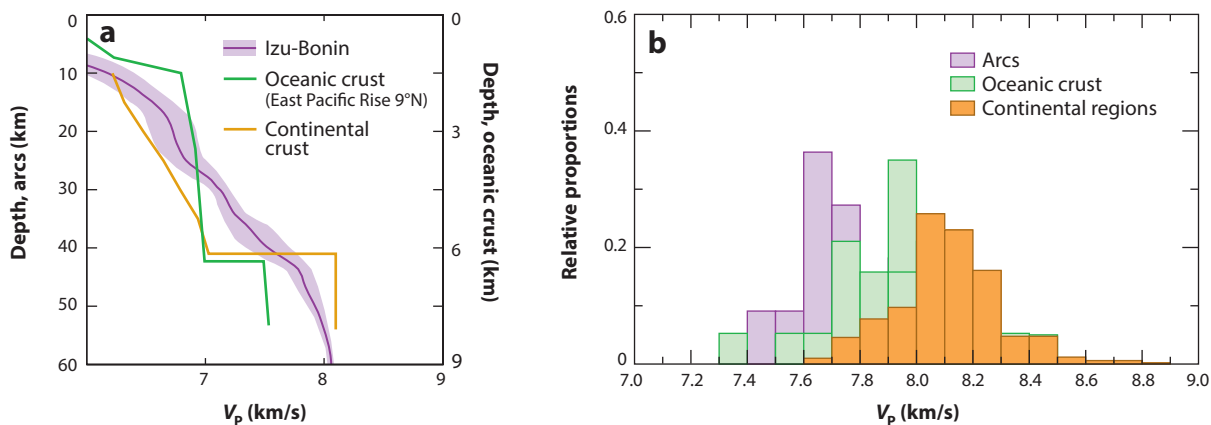 a
0
10
20
30
40
50
60
Depth, arcs (km)
Izu-Bonin
Oceanic crust
(East Pacific Rise 9°N)
Continental
crust
0
3
6
9
Depth, oceanic crust (km)
7
8
9
V_P (km/s)
b
0.6
0.4
0.2
0
Relative proportions
Arcs
Oceanic crust
Continental regions
7.0
7.2
7.4
7.6
7.8
8.0
8.2
8.4
8.6
8.8
9.0
V_P (km/s)